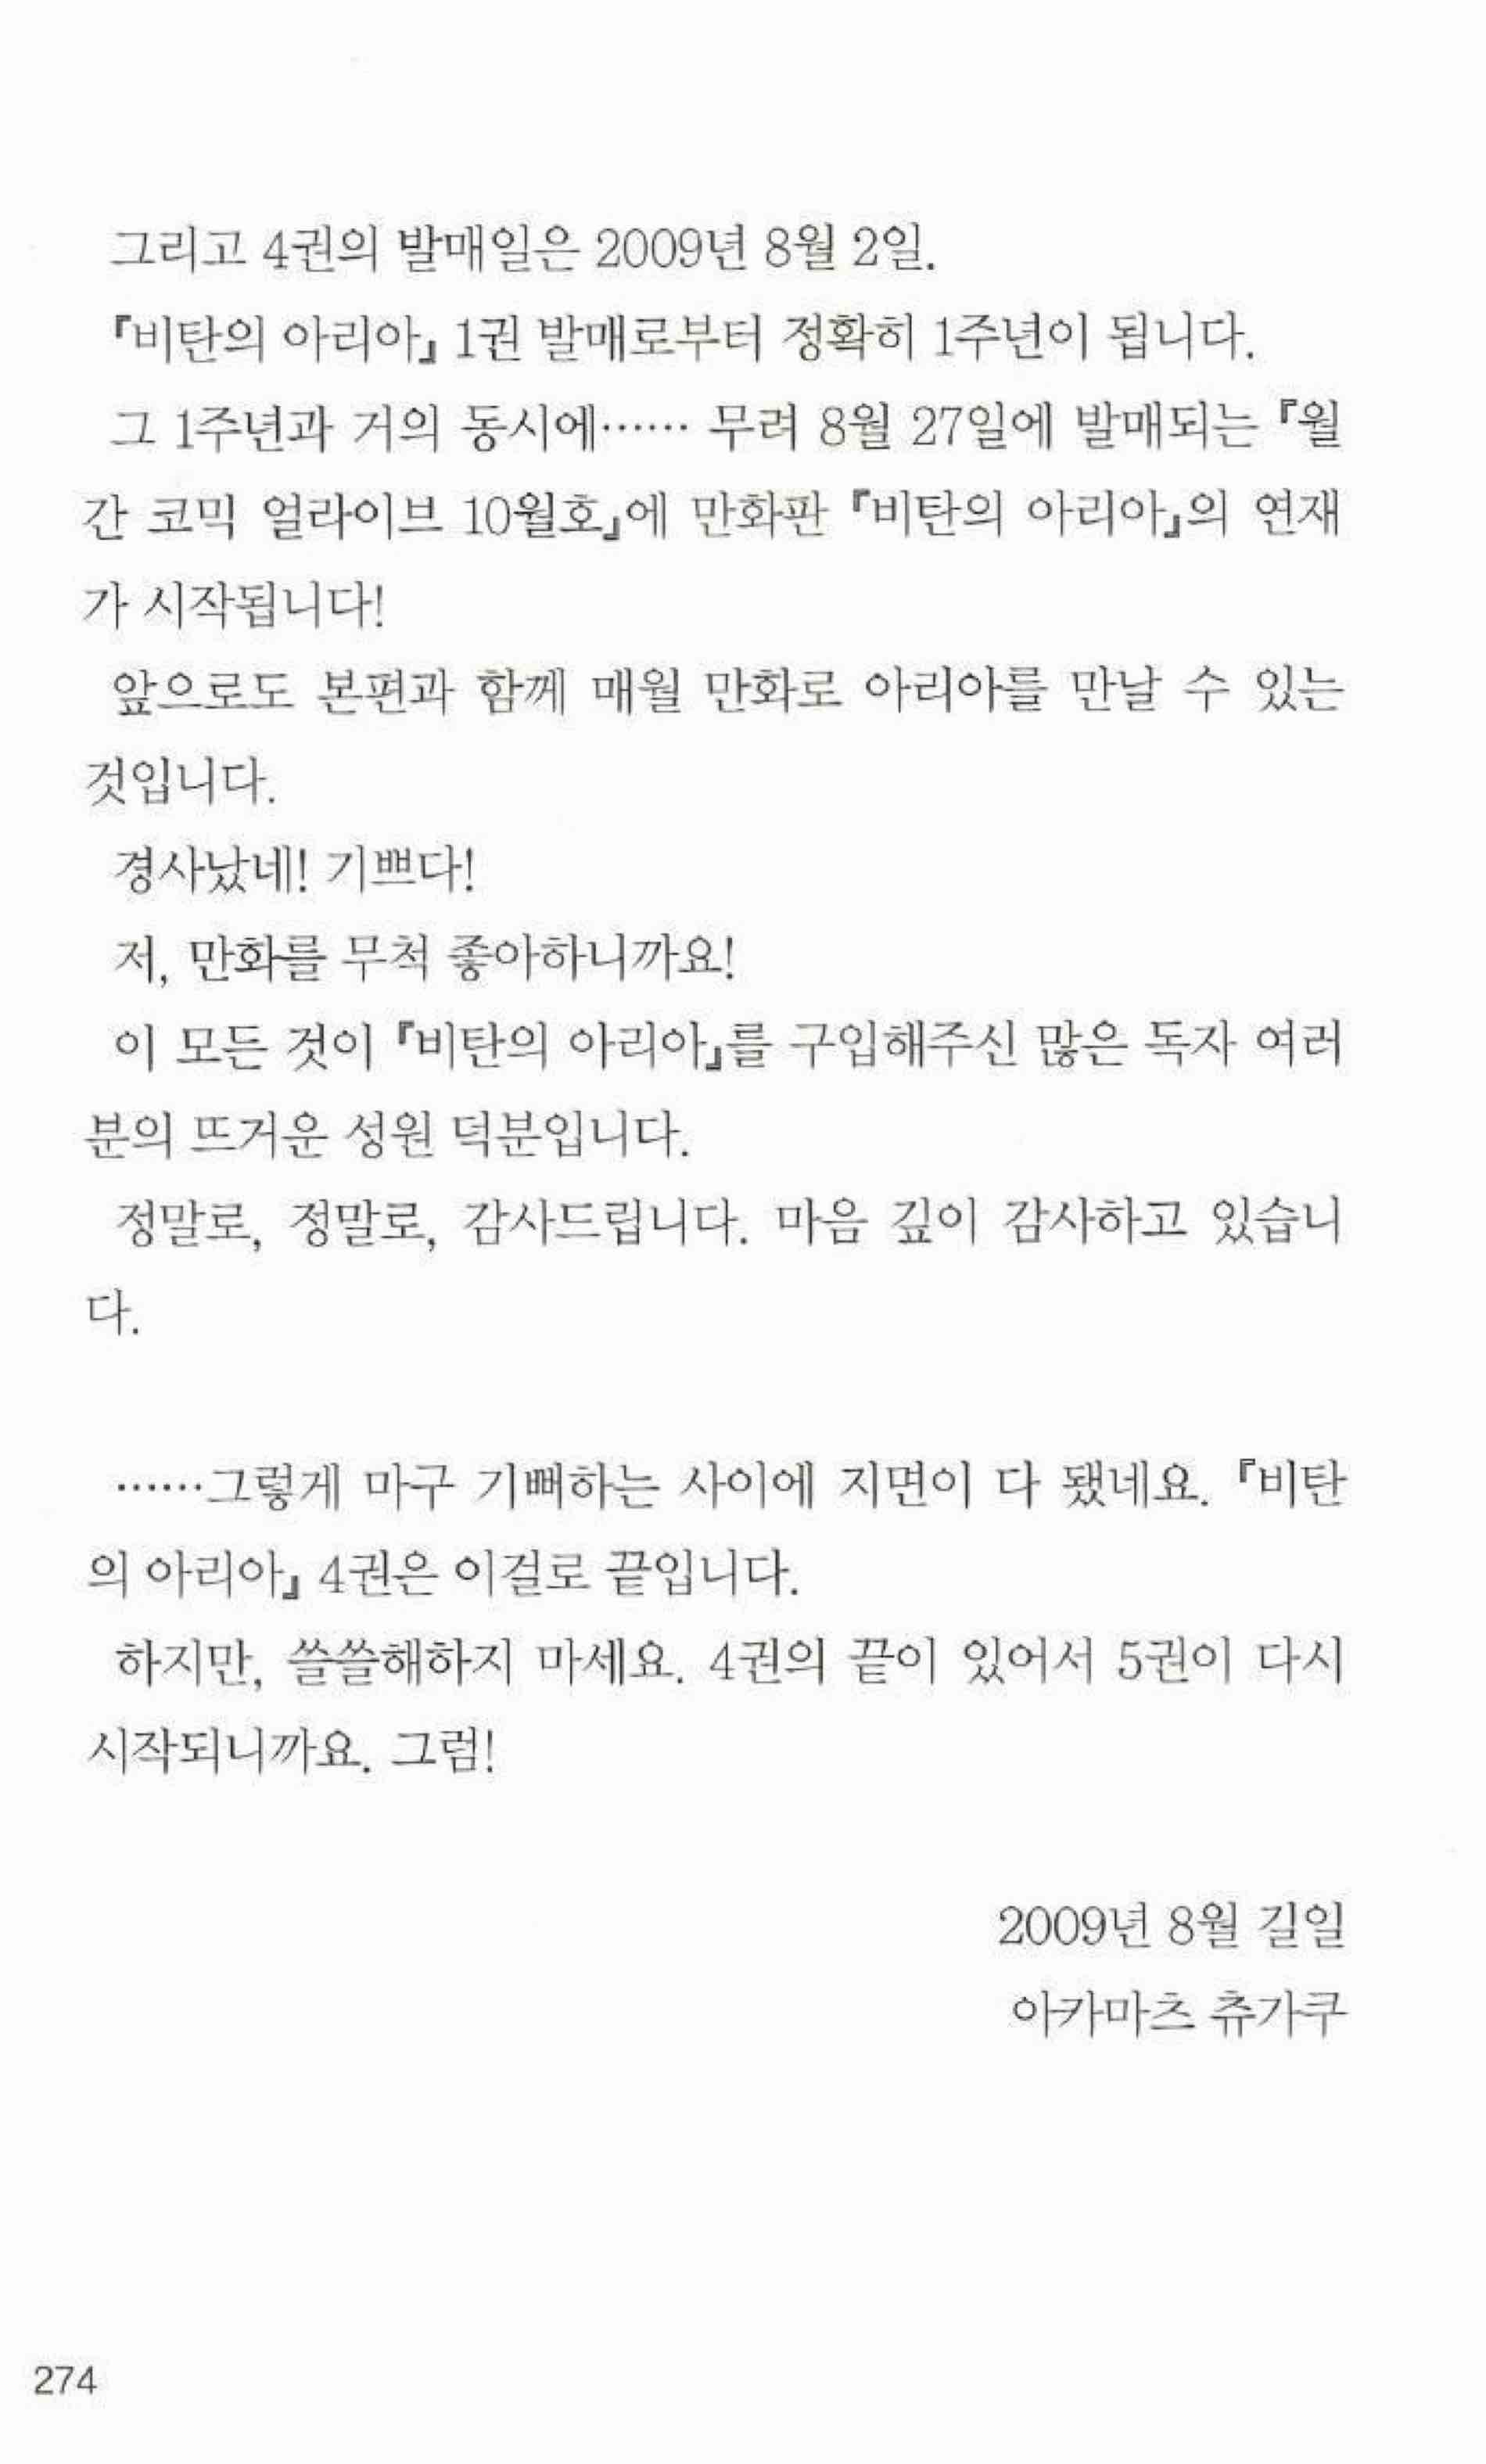 그리고 4권의 발매일은 2009년 8월 2일.
『비탄의 아리아』 1권 발매로부터 정확히 1주년이 됩니다.
그 1주년과 거의 동시에…… 무려 8월 27일에 발매되는 『월
간 코믹 얼라이브 10월호』에 만화판 『비탄의 아리아』의 연재
가 시작됩니다!
앞으로도 본편과 함께 매월 만화로 아리아를 만날 수 있는
것입니다.
경사났네! 기쁘다!
저, 만화를 무척 좋아하니까요!
이 모든 것이 『비탄의 아리아』를 구입해주신 많은 독자 여러
분의 뜨거운 성원 덕분입니다.
정말로, 정말로, 감사드립니다. 마음 깊이 감사하고 있습니
다.
……그렇게 마구 기뻐하는 사이에 지면이 다 됐네요. 『비탄
의 아리아』 4권은 이걸로 끝입니다.
하지만, 쓸쓸해하지 마세요. 4권의 끝이 있어서 5권이 다시
시작되니까요. 그럼!
2009년 8월 길일
아카마츠 츄가쿠
274